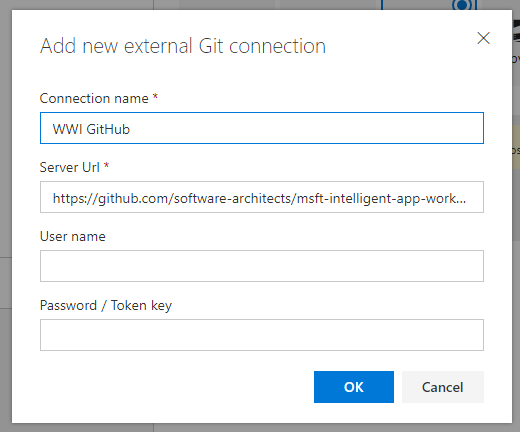 Add new external Git connection
Connection name *
WWI GitHub
Server Url *
https://github.com/software-architects/msft-intelligent-app-work...
User name
Password / Token key
OK
Cancel